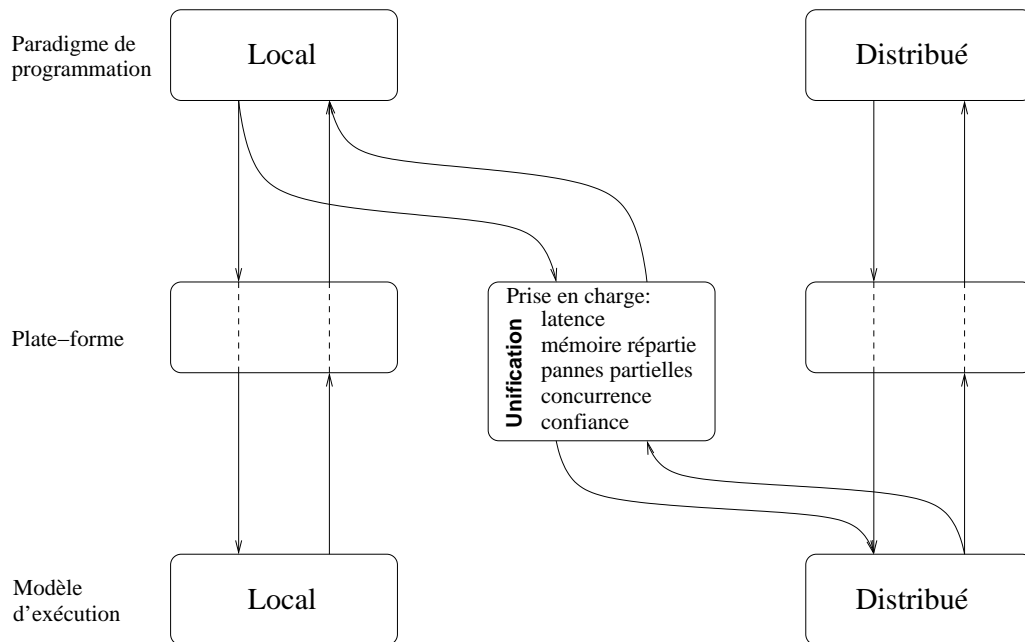 Paradigme de
programmation
Local
Distribué
Plate−forme
Prise en charge:
Unification
latence
mémoire répartie
pannes partielles
concurrence
confiance
Modèle
d'exécution
Local
Distribué